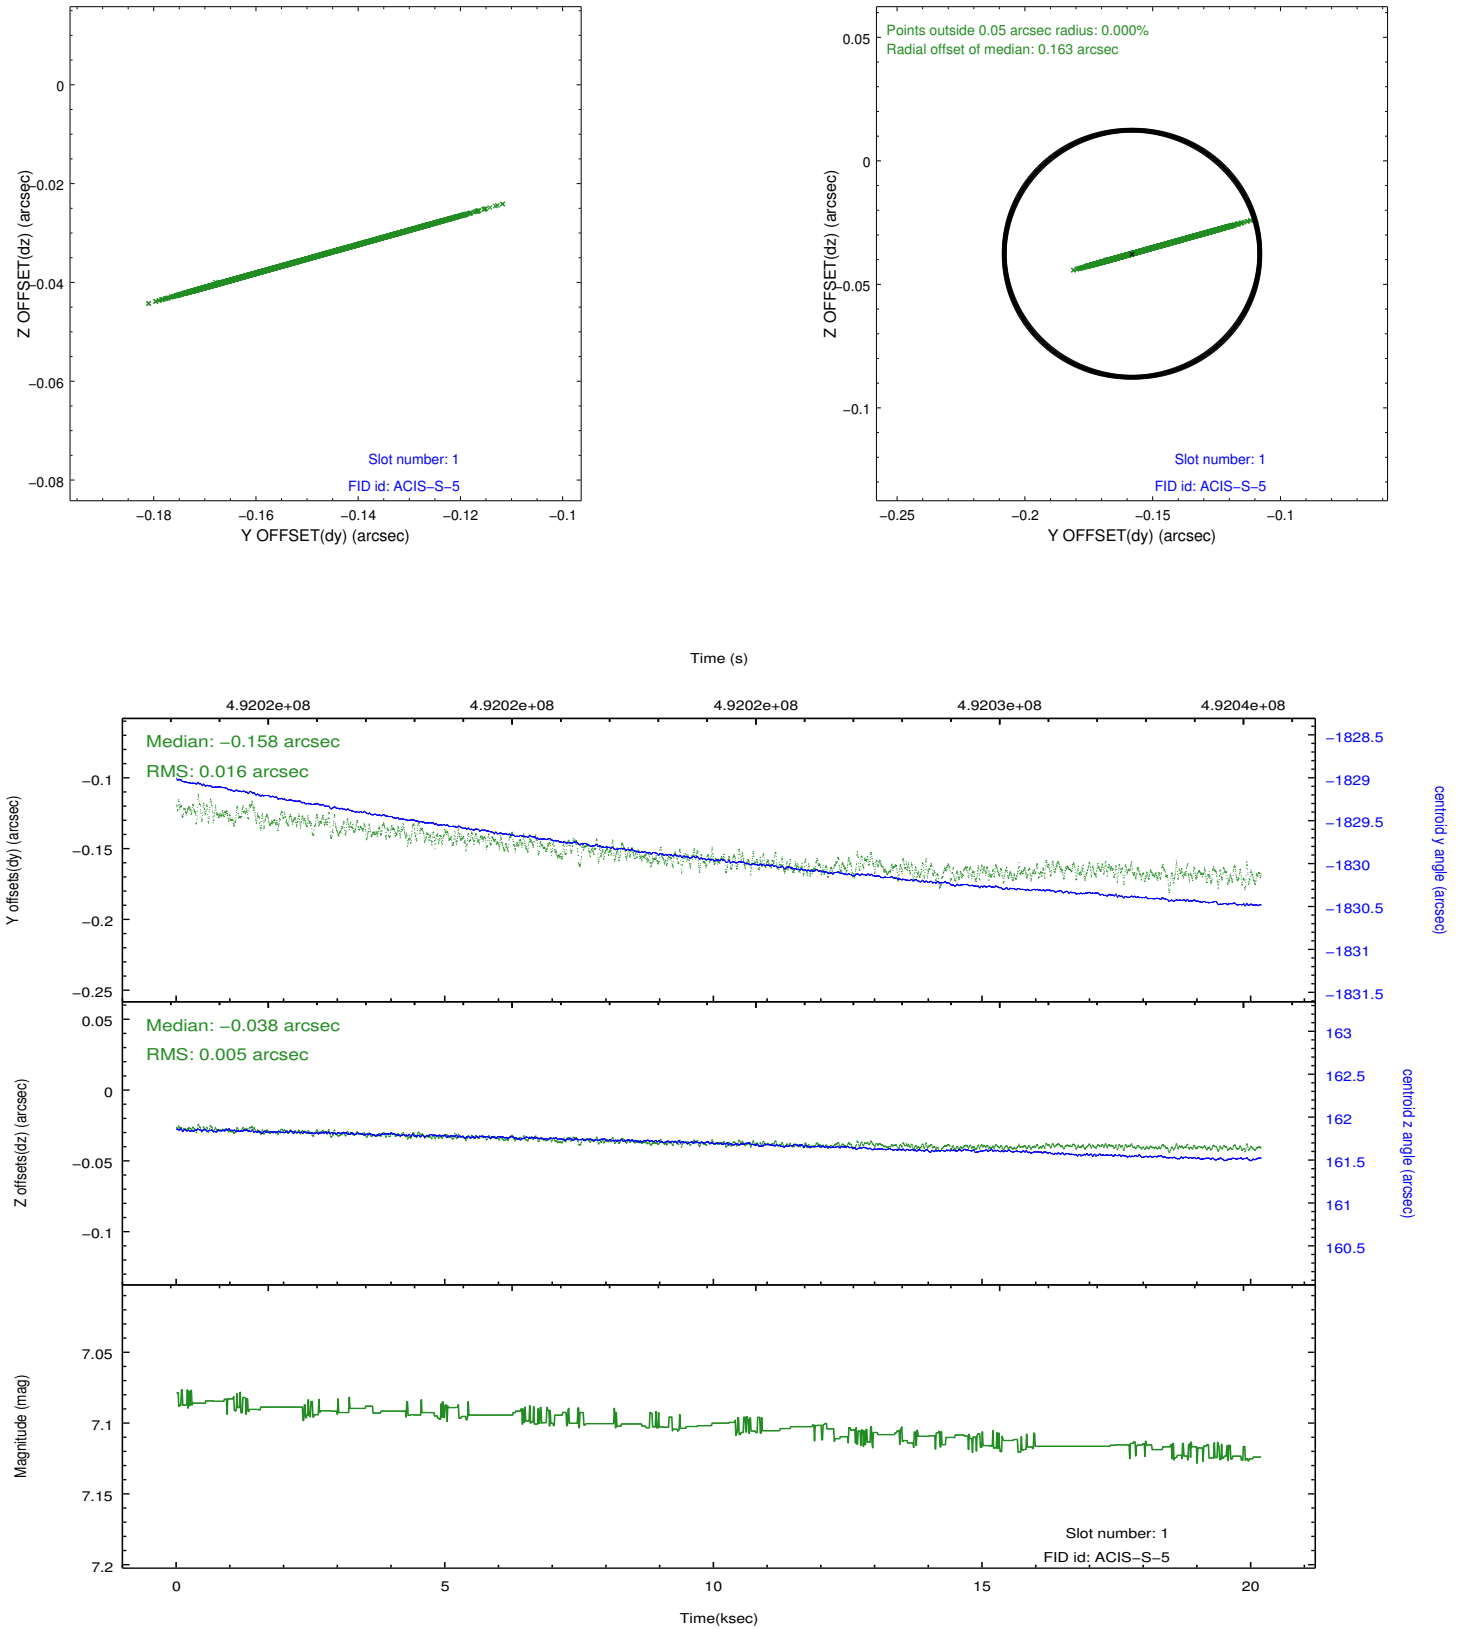 0
−0.02
−0.04
−0.06
−0.08
Z OFFSET(dz) (arcsec)
Slot number: 1
FID id: ACIS−S−5
−0.18
−0.16
−0.14
−0.12
−0.1
Y OFFSET(dy) (arcsec)
Points outside 0.05 arcsec radius: 0.000%
Radial offset of median: 0.163 arcsec
0.05
0
−0.05
−0.1
Z OFFSET(dz) (arcsec)
Slot number: 1
FID id: ACIS−S−5
−0.25
−0.2
−0.15
−0.1
Y OFFSET(dy) (arcsec)
Time (s)
4.9202e+08
4.9202e+08
4.9202e+08
4.9203e+08
4.9204e+08
Median: −0.158 arcsec
RMS: 0.016 arcsec
−0.1
−0.15
−0.2
−0.25
Y offsets(dy) (arcsec)
−1828.5
−1829
−1829.5
−1830
−1830.5
−1831
−1831.5
centroid y angle (arcsec)
Median: −0.038 arcsec
RMS: 0.005 arcsec
0.05
0
−0.05
−0.1
Z offsets(dz) (arcsec)
163
162.5
162
161.5
161
160.5
centroid z angle (arcsec)
7.05
7.1
7.15
7.2
Magnitude (mag)
Slot number: 1
FID id: ACIS−S−5
0
5
10
15
20
Time(ksec)